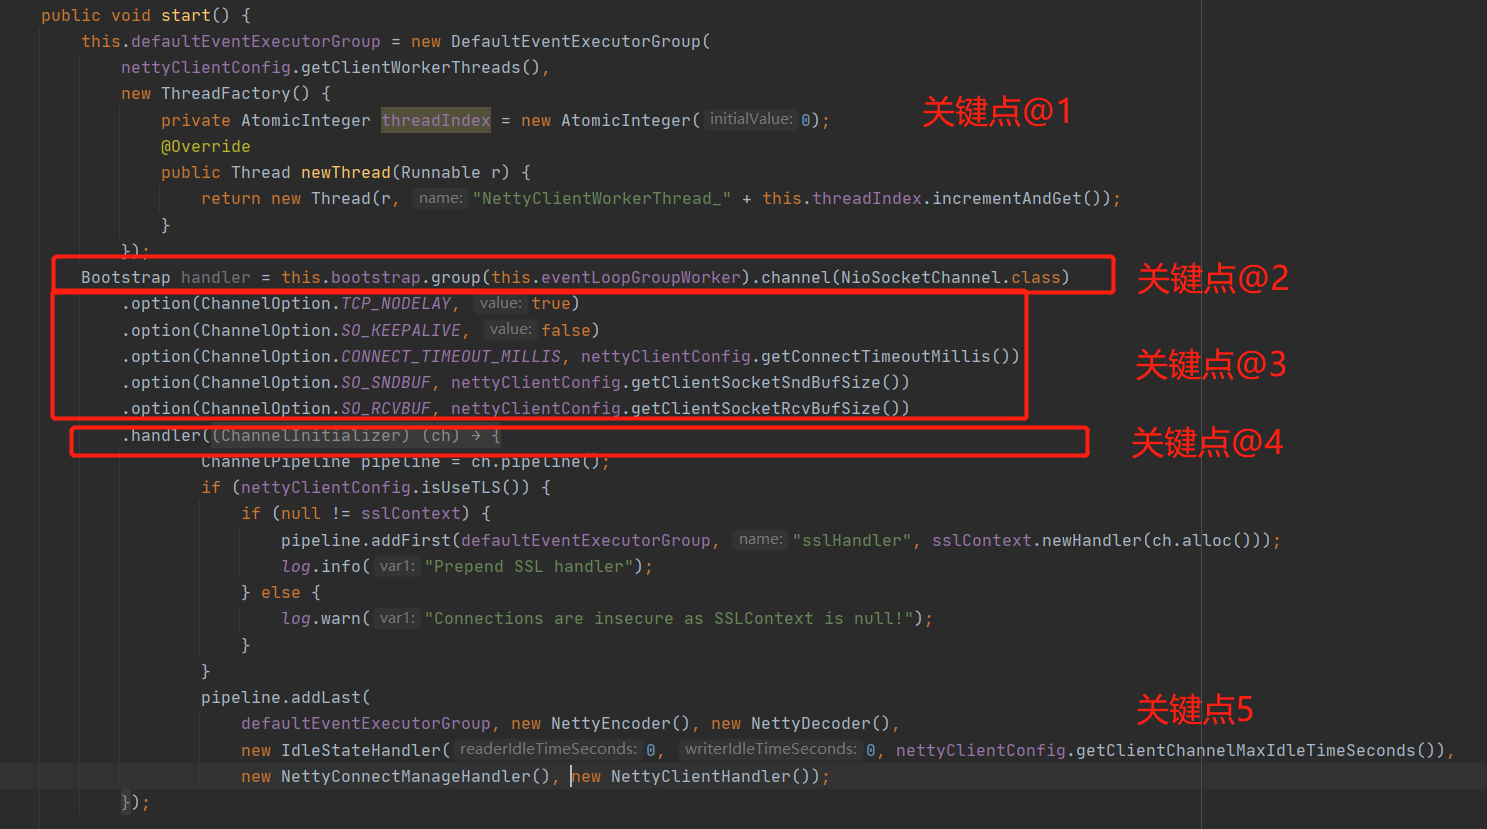 public void start() {
this.defaultEventExecutorGroup = new DefaultEventExecutorGroup(
nettyClientConfig.getClientWorkerThreads(),
new ThreadFactory() {
关键点@1
private AtomicInteger threadIndex = new AtomicInteger( initialValue: 0);
@Override
public Thread newThread(Runnable r) {
return new Thread(r, name: "NettyClientWorkerThread_" + this.threadIndex.incrementAndGet());
}
});
Bootstrap handler = this.bootstrap.group(this.eventLoopGroupWorker).channel(NioSocketChannel.class)
关键点@2
.option(ChannelOption.TCP_NODELAY, value: true)
.option(ChannelOption.SO_KEEPALIVE, value: false)
.option(ChannelOption.CONNECT_TIMEOUT_MILLIS, nettyClientConfig.getConnectTimeoutMillis())
关键点@3
.option(ChannelOption.SO_SNDBUF, nettyClientConfig.getClientSocketSndBufSize())
.option(ChannelOption.SO_RCVBUF, nettyClientConfig.getClientSocketRcvBufSize())
.handler((ChannelInitializer) (ch) → {
关键点@4
ChannelPipeline pipeline = ch.pipeline();
if (nettyClientConfig.isUseTLS()) {
if (null != sslContext) {
pipeline.addFirst(defaultEventExecutorGroup, name: "sslHandler", sslContext.newHandler(ch.alloc()));
log.info( var1: "Prepend SSL handler");
} else {
log.warn( var1: "Connections are insecure as SSLContext is null!");
}
}
pipeline.addLast(
关键点5
defaultEventExecutorGroup, new NettyEncoder(), new NettyDecoder(),
new IdleStateHandler( readerIdleTimeSeconds: 0, writerIdleTimeSeconds: 0, nettyClientConfig.getClientChannelMaxIdleTimeSeconds()),
new NettyConnectManageHandler(), new NettyClientHandler());
});